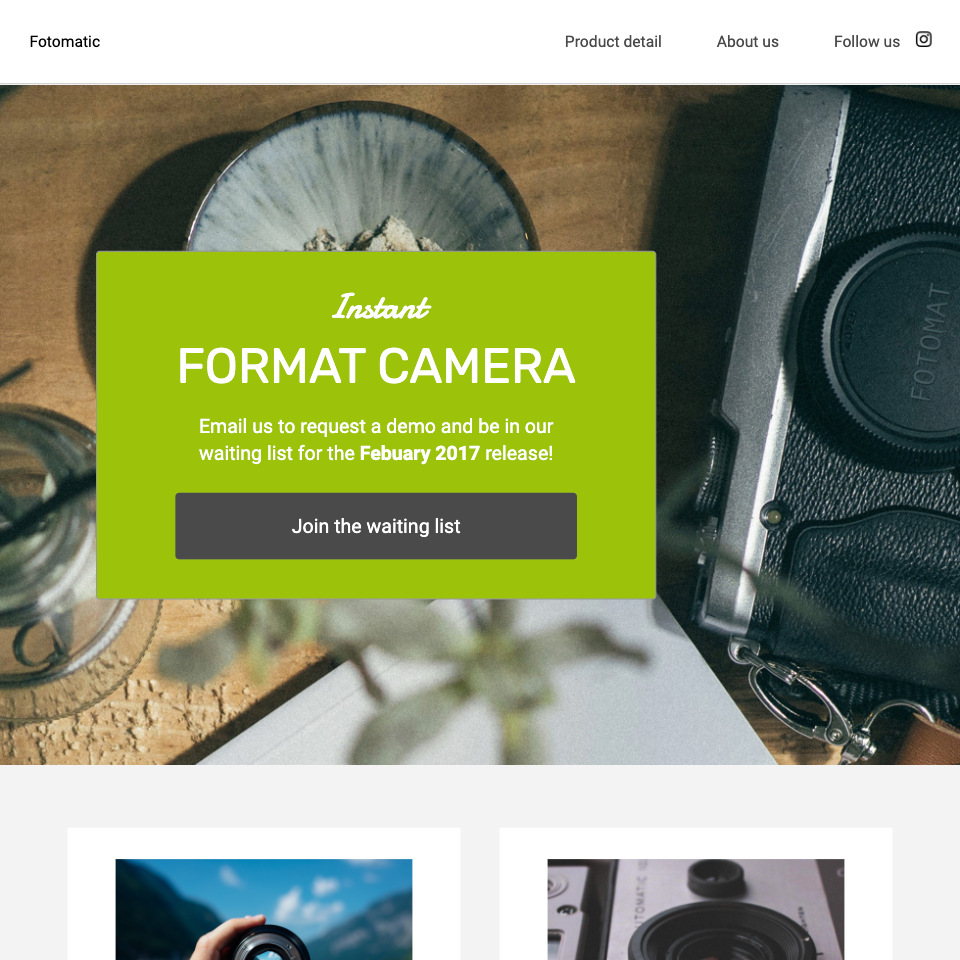 Fotomatic
Product detail
About us
Follow us
Instant
FORMAT CAMERA
Email us to request a demo and be in our
waiting list for the Febuary 2017 release!
Join the waiting list
FOTOMAT